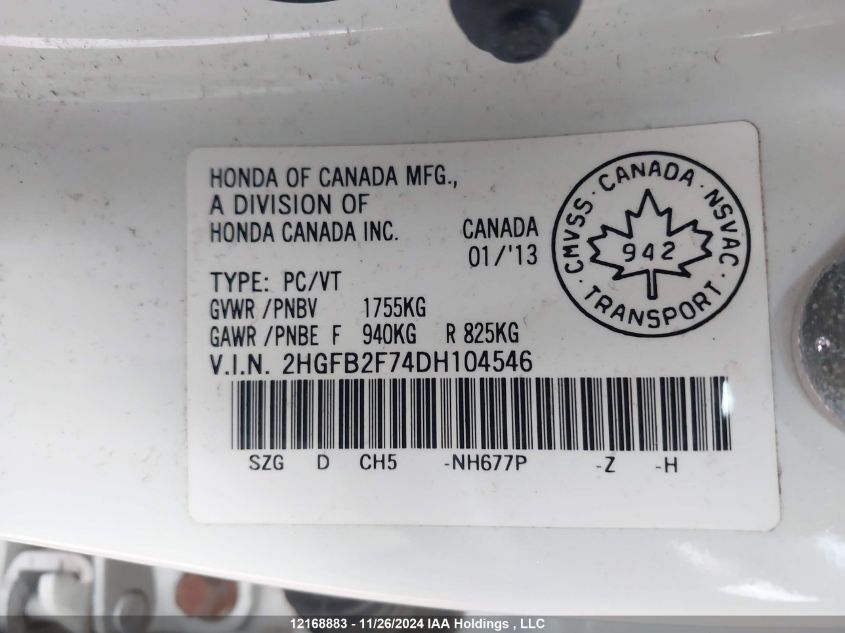 HONDA OF CANADA MFG.,
A DIVISION OF
HONDA CANADA INC.
CANADA
01/'13
TYPE: PC/VT
GVWR /PNBV 1755KG
GAWR /PNBE F 940KG R 825KG
V.I.N. 2HGFB2F74DH104546
SZG D CH5 -NH677P -Z -H
CMVSS · CANADA · NSVAC
942
· TRANSPORT ·
12168883 - 11/26/2024 IAA Holdings , LLC